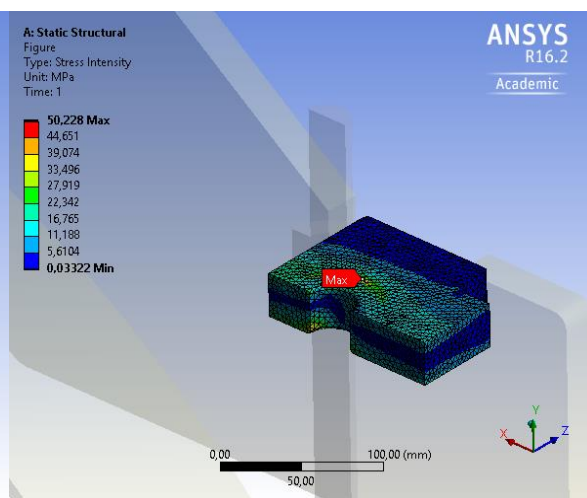 A: Static Structural
Figure
Type: Stress Intensity
Unit: MPa
Time: 1
50,228 Max
44,651
39,074
33,496
27,919
22,342
16,765
11,188
5,6104
0,03322 Min
ANSYS
R16.2
Academic
Max
Y
X
Z
0,00
100,00 (mm)
50,00